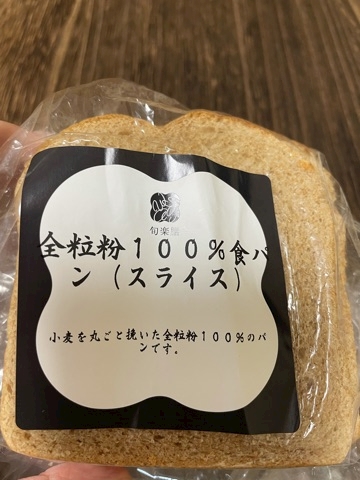 旬楽膳
全粒粉１００％食パ
ン（スライス）
小麦を丸ごと挽いた全粒粉１００％のパ
ンです。